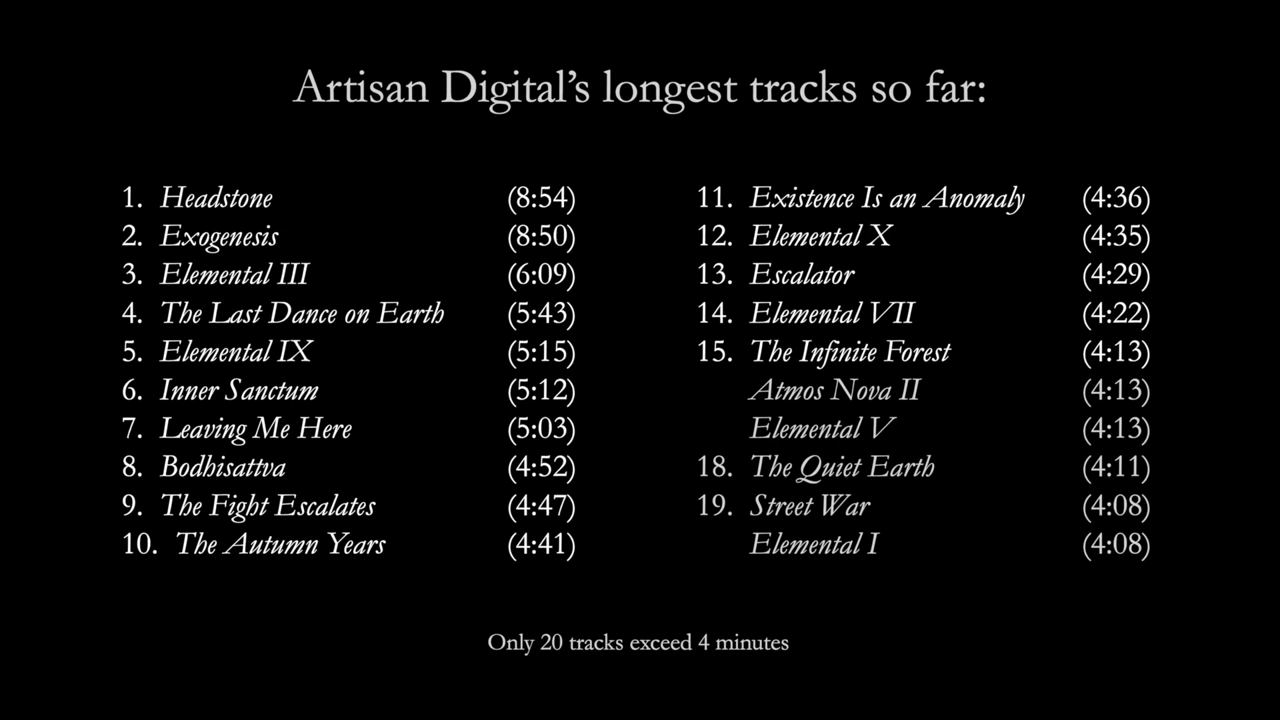 Artisan Digital’s longest tracks so far:
1. Headstone (8:54)
2. Exogenesis (8:50)
3. Elemental III (6:09)
4. The Last Dance on Earth (5:43)
5. Elemental IX (5:15)
6. Inner Sanctum (5:12)
7. Leaving Me Here (5:03)
8. Bodhisattva (4:52)
9. The Fight Escalates (4:47)
10. The Autumn Years (4:41)
11. Existence Is an Anomaly (4:36)
12. Elemental X (4:35)
13. Escalator (4:29)
14. Elemental VII (4:22)
15. The Infinite Forest (4:13)
Atmos Nova II (4:13)
Elemental V (4:13)
18. The Quiet Earth (4:11)
19. Street War (4:08)
Elemental I (4:08)
Only 20 tracks exceed 4 minutes